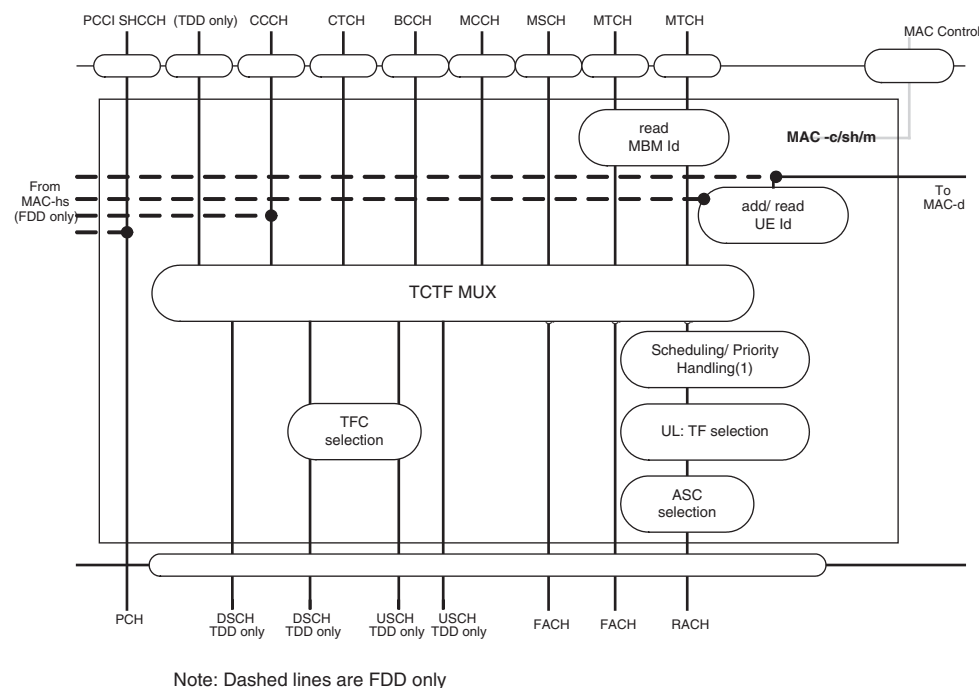 PCCI SHCCH (TDD only) CCCH CTCH BCCH MCCH MSCH MTCH MTCH
MAC Control
read
MBM Id
MAC -c/sh/m
From
MAC-hs
(FDD only)
To
MAC-d
add/ read
UE Id
TCTF MUX
Scheduling/ Priority
Handling(1)
TFC
selection
UL: TF selection
ASC
selection
PCH
DSCH
TDD only
DSCH
TDD only
USCH
TDD only
USCH
TDD only
FACH
FACH
RACH
Note: Dashed lines are FDD only